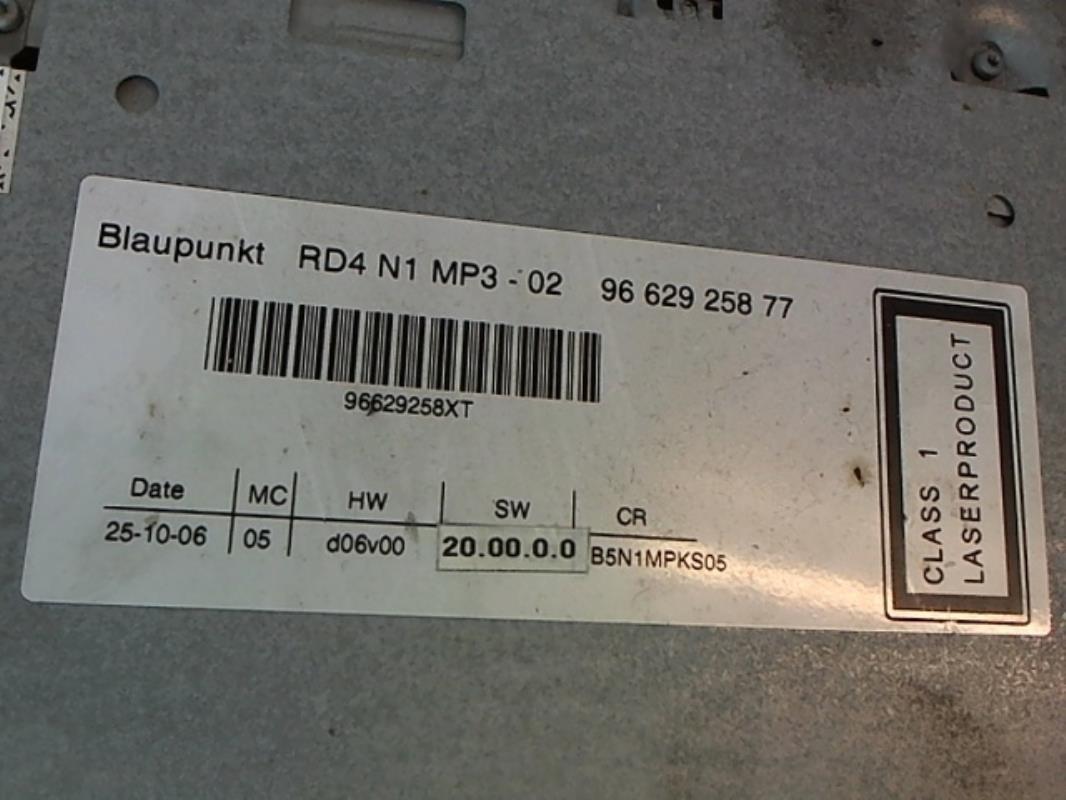 Blaupunkt RD4 N1 MP3 - 02 96 629 258 77
96629258XT
Date MC HW SW CR
25-10-06 05 d06v00 20.00.0.0 B5N1MPKS05
CLASS 1
LASERPRODUCT